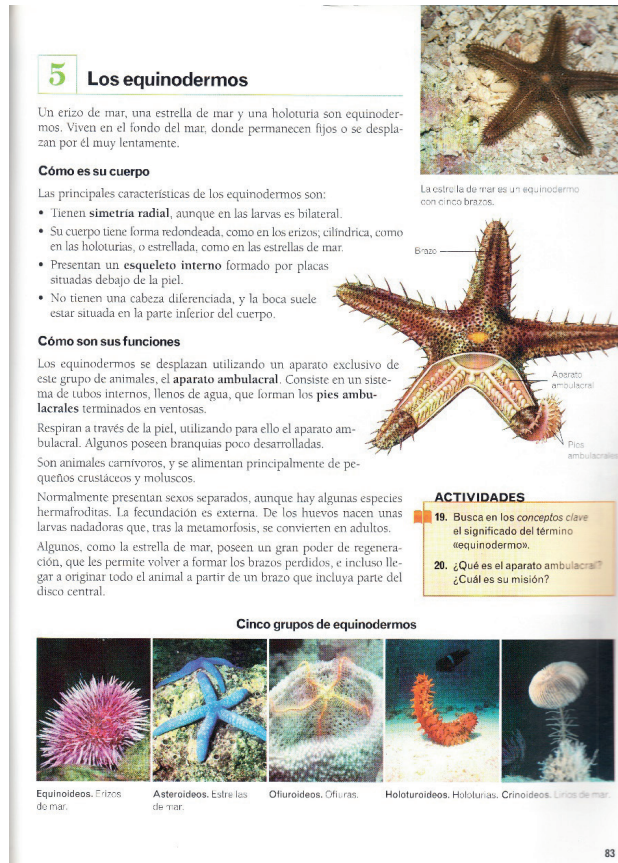 5 Los equinodermos
Un erizo de mar, una estrella de mar y una holoturia son equinoder-
mos. Viven en el fondo del mar, donde permanecen fijos o se despla-
zan por él muy lentamente.
Cómo es su cuerpo
Las principales características de los equinodermos son:
• Tienen simetría radial, aunque en las larvas es bilateral.
• Su cuerpo tiene forma redondeada, como en los erizos; cilíndrica, como
en las holoturias, o estrellada, como en las estrellas de mar.
• Presentan un esqueleto interno formado por placas
situadas debajo de la piel.
• No tienen una cabeza diferenciada, y la boca suele
estar situada en la parte inferior del cuerpo.
La estrella de mar es un equinodermo
con cinco brazos.
Brazo
Aparato
ambulacral
Pies
ambulacrales
Cómo son sus funciones
Los equinodermos se desplazan utilizando un aparato exclusivo de
este grupo de animales, el aparato ambulacral. Consiste en un siste-
ma de tubos internos, llenos de agua, que forman los pies ambu-
lacrales terminados en ventosas.
Respiran a través de la piel, utilizando para ello el aparato am-
bulacral. Algunos poseen branquias poco desarrolladas.
Son animales carnívoros, y se alimentan principalmente de pe-
queños crustáceos y moluscos.
Normalmente presentan sexos separados, aunque hay algunas especies
hermafroditas. La fecundación es externa. De los huevos nacen unas
larvas nadadoras que, tras la metamorfosis, se convierten en adultos.
Algunos, como la estrella de mar, poseen un gran poder de regenera-
ción, que les permite volver a formar los brazos perdidos, e incluso lle-
gar a originar todo el animal a partir de un brazo que incluya parte del
disco central.
ACTIVIDADES
19. Busca en los conceptos clave
el significado del término
«equinodermo».
20. ¿Qué es el aparato ambulacral?
¿Cuál es su misión?
Cinco grupos de equinodermos
Equinoideos. Erizos
de mar.
Asteroideos. Estrellas
de mar.
Ofiuroideos. Ofiuras.
Holoturoideos. Holoturias.
Crinoideos. Lirios de mar.
83